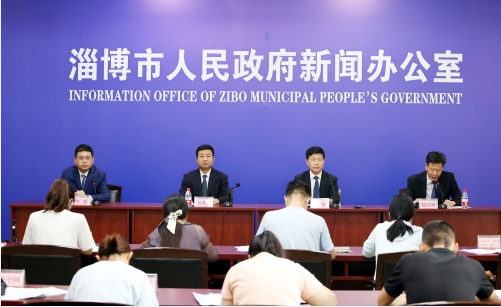 淄博市人民政府新闻办公室
INFORMATION OFFICE OF ZIBO MUNICIPAL PEOPLE'S GOVERNMENT